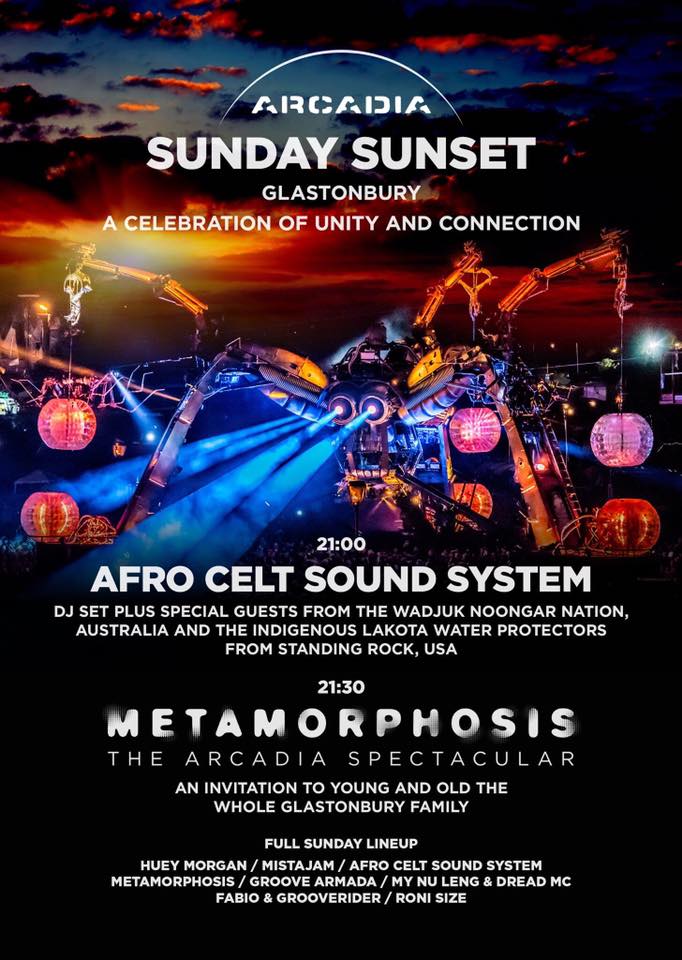 ARCADIA
SUNDAY SUNSET
GLASTONBURY
A CELEBRATION OF UNITY AND CONNECTION
21:00
AFRO CELT SOUND SYSTEM
DJ SET PLUS SPECIAL GUESTS FROM THE WADJUK NOONGAR NATION,
AUSTRALIA AND THE INDIGENOUS LAKOTA WATER PROTECTORS
FROM STANDING ROCK, USA
21:30
METAMORPHOSIS
THE ARCADIA SPECTACULAR
AN INVITATION TO YOUNG AND OLD THE
WHOLE GLASTONBURY FAMILY
FULL SUNDAY LINEUP
HUEY MORGAN / MISTAJAM / AFRO CELT SOUND SYSTEM
METAMORPHOSIS / GROOVE ARMADA / MY NU LENG & DREAD MC
FABIO & GROOVERIDER / RONI SIZE